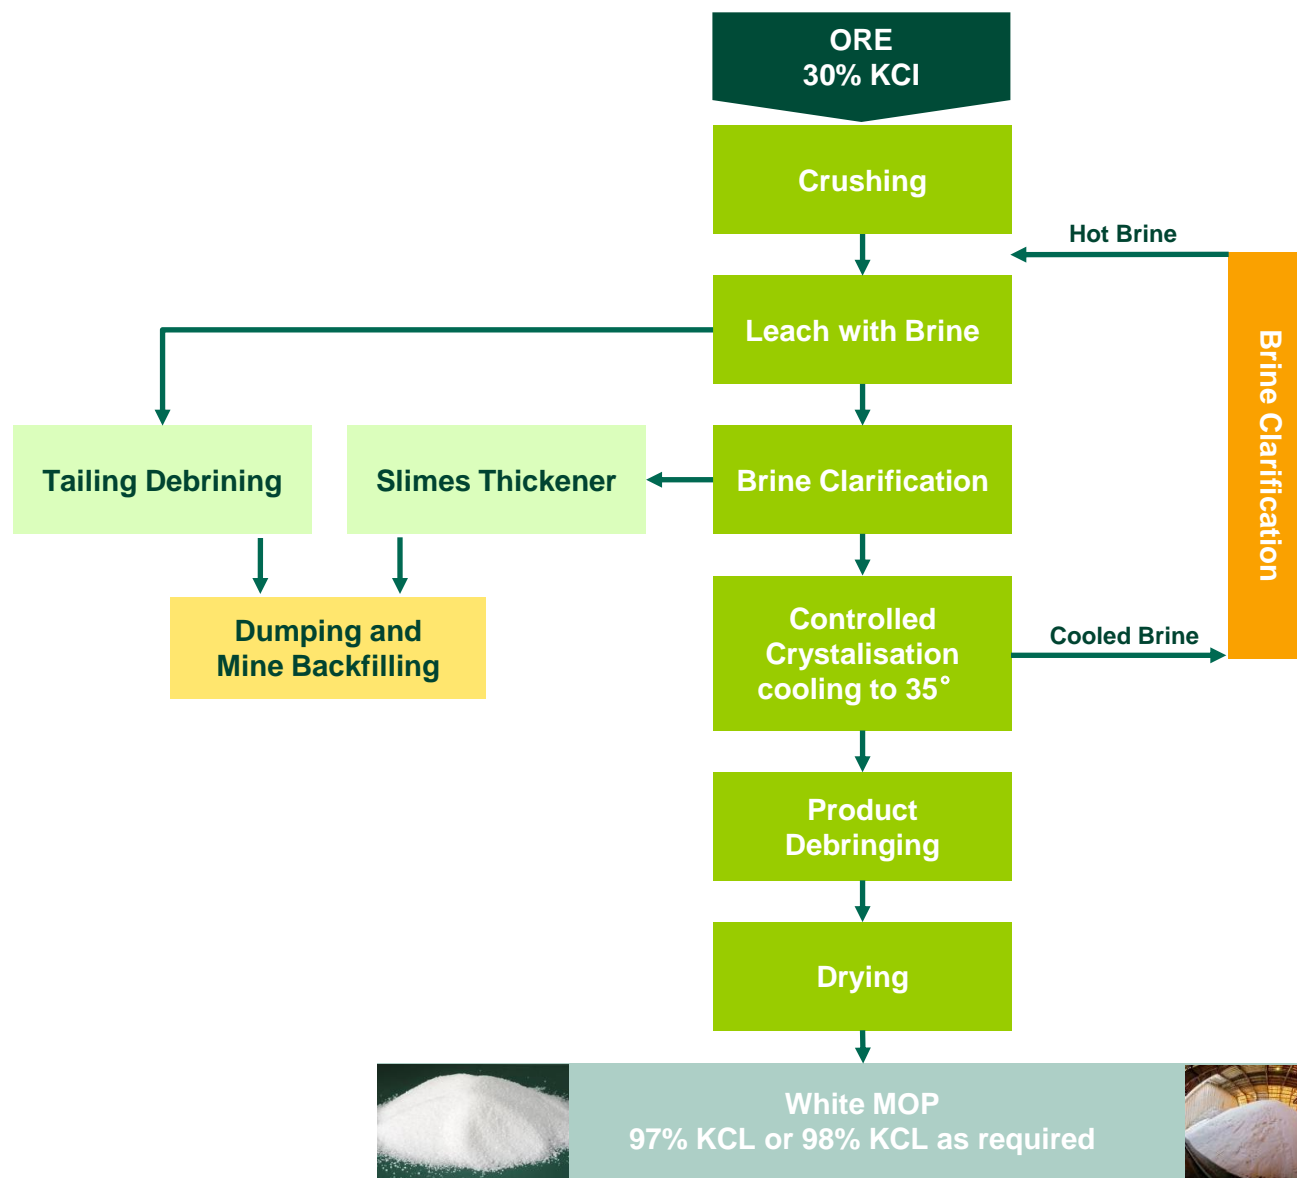 ORE
30% KCl
Crushing
Hot Brine
Leach with Brine
Brine Clarification
Tailing Debrining
Slimes Thickener
Brine Clarification
Dumping and
Mine Backfilling
Controlled
Crystalisation
cooling to 35°
Cooled Brine
Product
Debringing
Drying
White MOP
97% KCL or 98% KCL as required